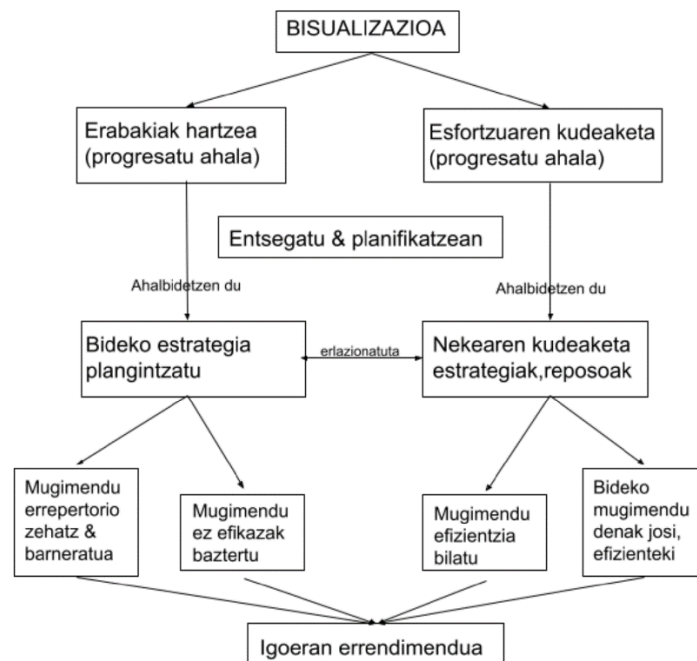 BISUALIZAZIOA
Erabakiak hartzea
(progresatu ahala)
Esfortzuaren kudeaketa
(progresatu ahala)
Entsegatu & planifikatzean
Ahalbidetzen du
Ahalbidetzen du
Bideko estrategia
plangintzatu
erlazionatuta
Nekearen kudeaketa
estrategiak,reposoak
Mugimendu
errepertorio
zehatz &
barneratua
Mugimendu
ez efikazak
baztertu
Mugimendu
efizientzia
bilatu
Bideko
mugimendu
denak josi,
efizienteki
Igoeran errendimendua